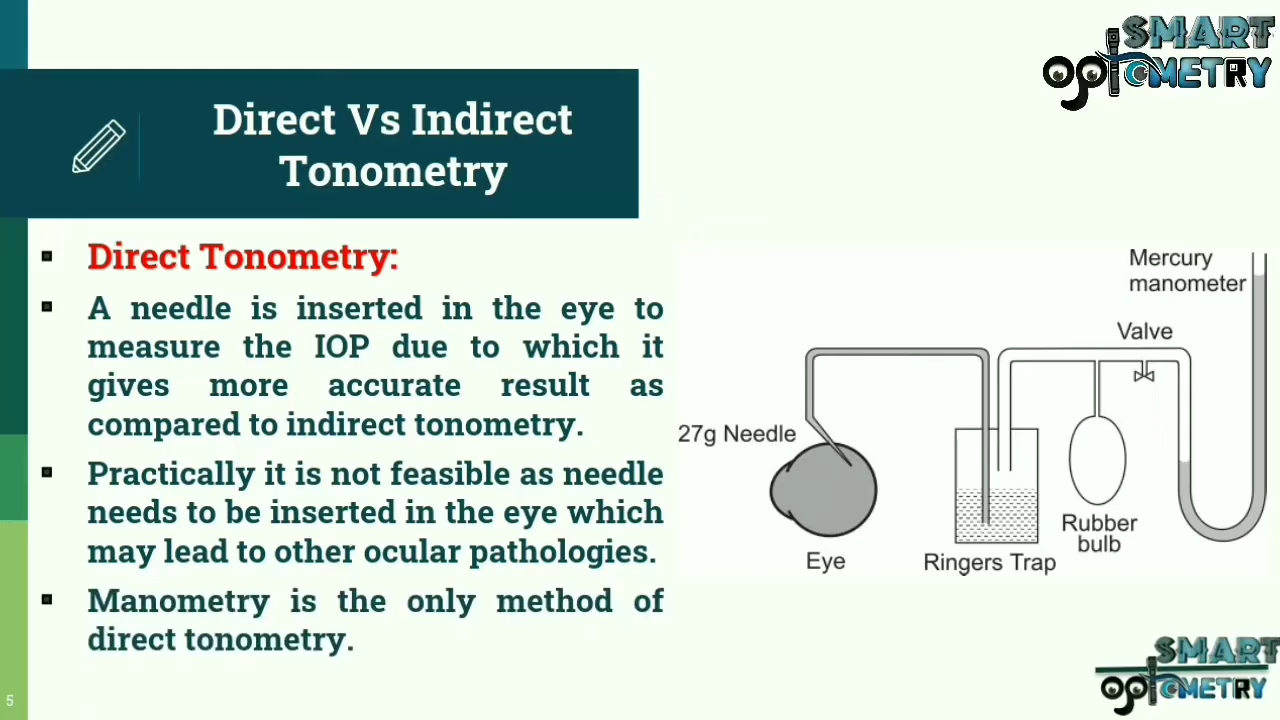 SMART
OptOMETRY
Direct Vs Indirect
Tonometry
Direct Tonometry:
A needle is inserted in the eye to
measure the IOP due to which it
gives more accurate result as
compared to indirect tonometry.
Practically it is not feasible as needle
needs to be inserted in the eye which
may lead to other ocular pathologies.
Manometry is the only method of
direct tonometry.
Mercury
manometer
Valve
27g Needle
Rubber
bulb
Eye
Ringers Trap
SMART
OptOMETRY
5